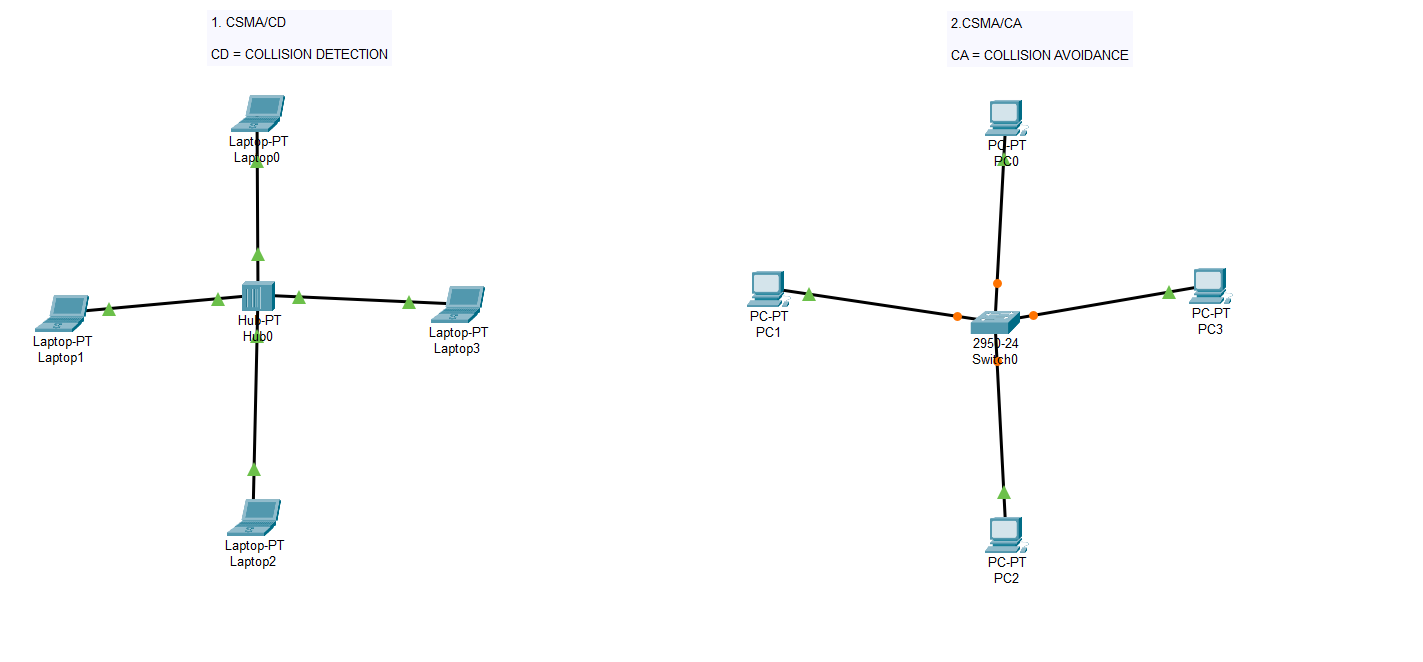 1. CSMA/CD
CD = COLLISION DETECTION
2.CSMA/CA
CA = COLLISION AVOIDANCE
Laptop-PT
Laptop0
Laptop-PT
Laptop1
Hub-PT
Hub0
Laptop-PT
Laptop3
Laptop-PT
Laptop2
PC-PT
PC0
PC-PT
PC1
2950-24
Switch0
PC-PT
PC3
PC-PT
PC2